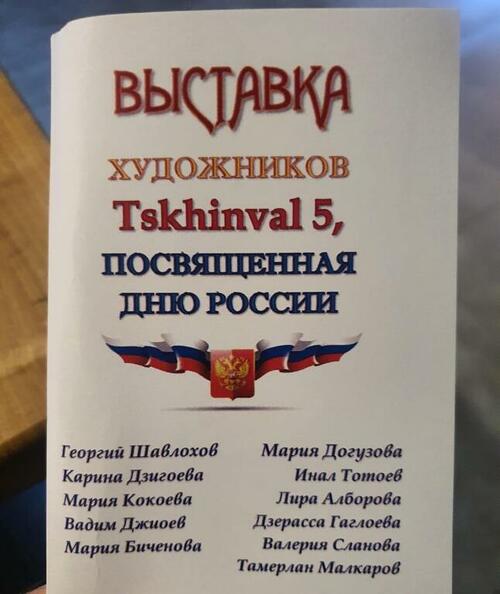 ВЫСТАВКА
ХУДОЖНИКОВ
Tskhinval 5,
ПОСВЯЩЕННАЯ
ДНЮ РОССИИ
Георгий Шавлохов
Карина Дзигоева
Мария Кокоева
Вадим Джиоев
Мария Биченова
Мария Догузова
Инал Тотоев
Лира Алборова
Дзерасса Гаглоева
Валерия Сланова
Тамерлан Малкаров